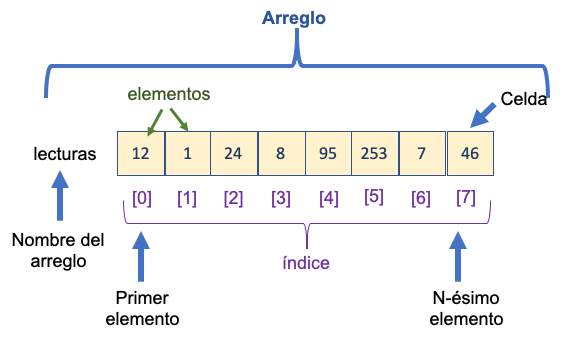 Arreglo
elementos
Celda
lecturas 12 1 24 8 95 253 7 46
[0] [1] [2] [3] [4] [5] [6] [7]
Nombre del
arreglo
índice
Primer
elemento
N-ésimo
elemento